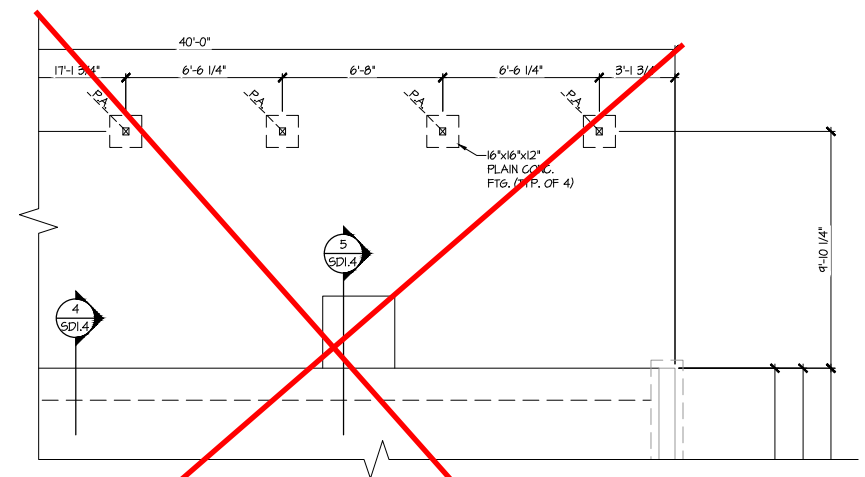 40'-0"
17'-1 3/4" 6'-6 1/4" 6'-8" 6'-6 1/4" 3'-1 3/4"
P.A. P.A. P.A. P.A.
16"x16"x12"
PLAIN CONC.
FTG. (TYP. OF 4)
5
SD1.4
9'-10 1/4"
4
SD1.4